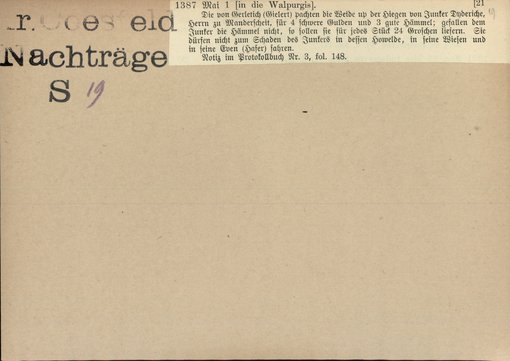 r. Coesfeld
Nachträge
S 19
1387 Mai 1 [in die Walpurgis]. [21
Die von Gerletich (Gielert) pachten die Weide up der Hiegen von Junker Dyderiche,
Herrn zu Manderscheit, für 4 schwere Gulden und 3 gute Hämmel; gefallen dem
Junker die Hämmel nicht, so sollen sie für jedes Stück 24 Groschen liefern. Sie
dürfen nicht zum Schaden des Junkers in dessen Howelde, in seine Wiesen und
in seine Even (Hafer) fahren.
Notiz im Protokollbuch Nr. 3, fol. 148.